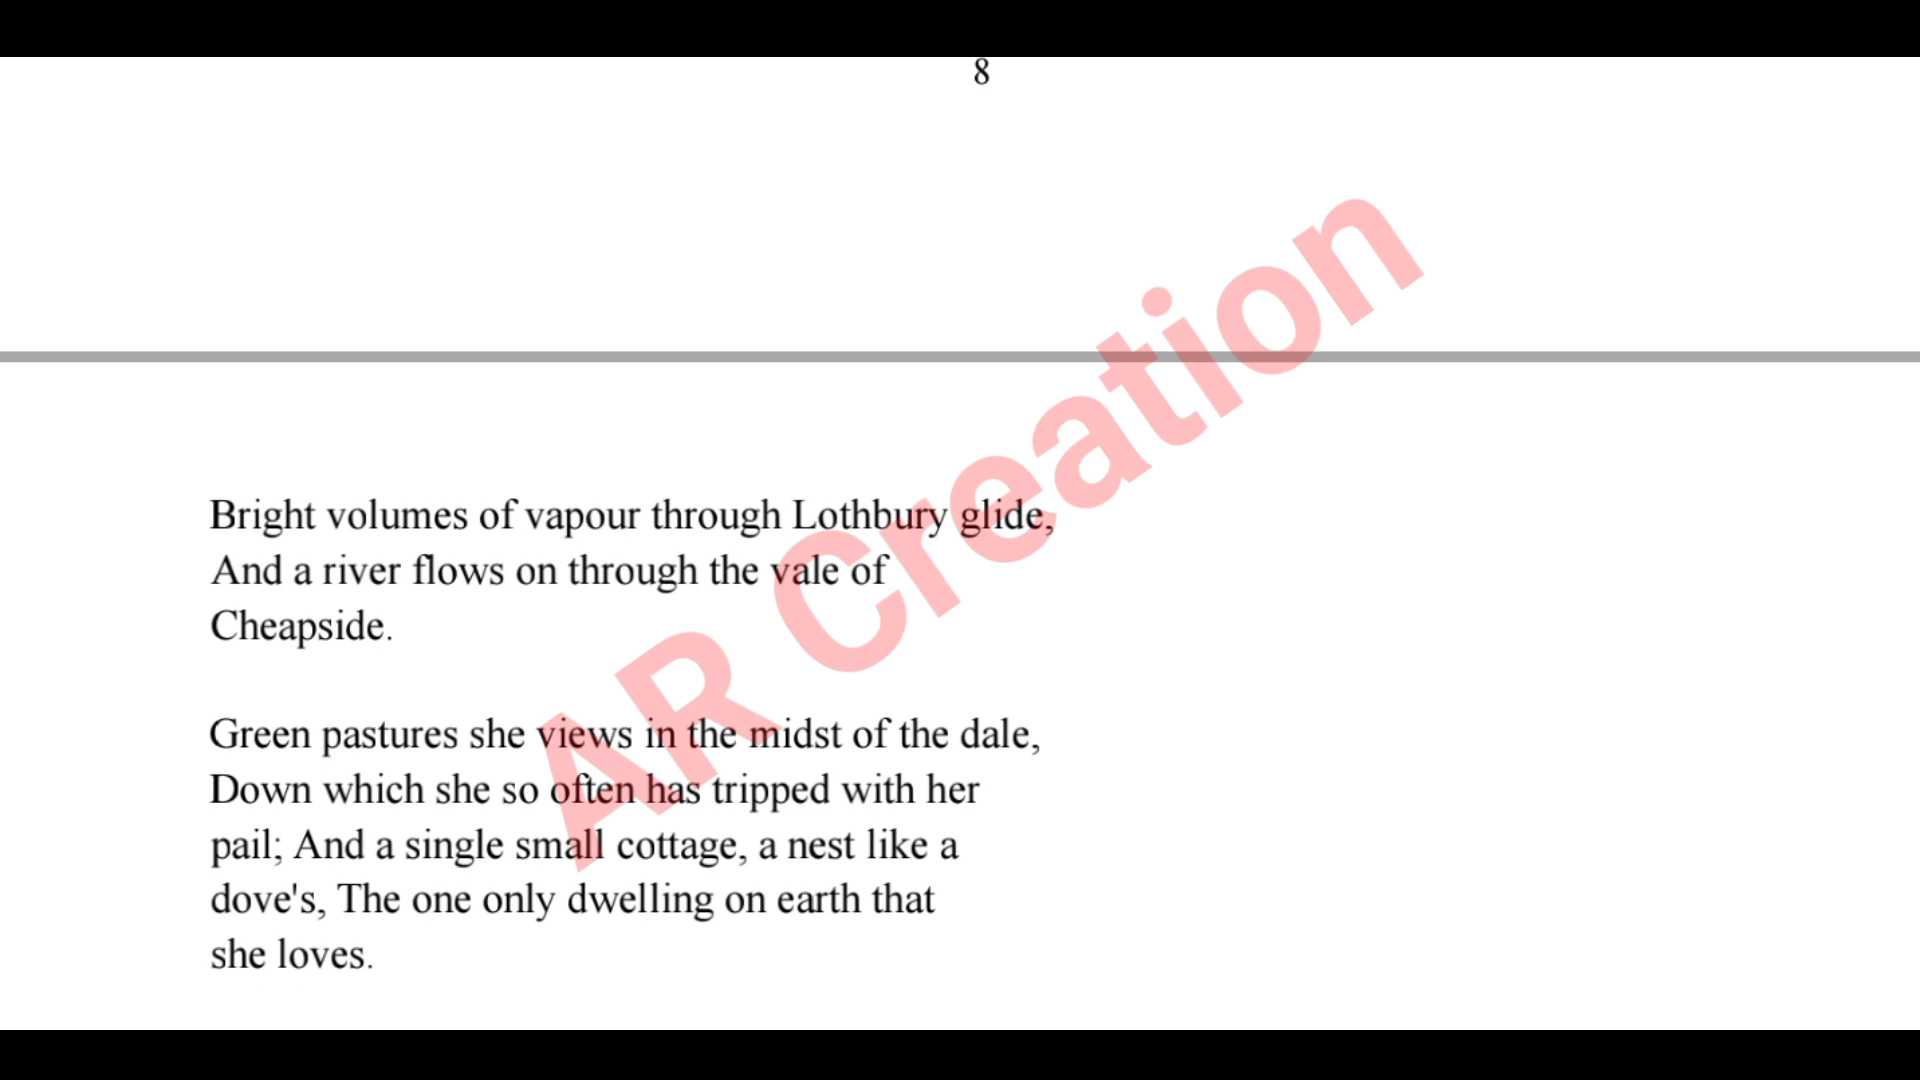 8
Bright volumes of vapour through Lothbury glide,
And a river flows on through the vale of
Cheapside.
Green pastures she views in the midst of the dale,
Down which she so often has tripped with her
pail; And a single small cottage, a nest like a
dove's, The one only dwelling on earth that
she loves.
AR Creation